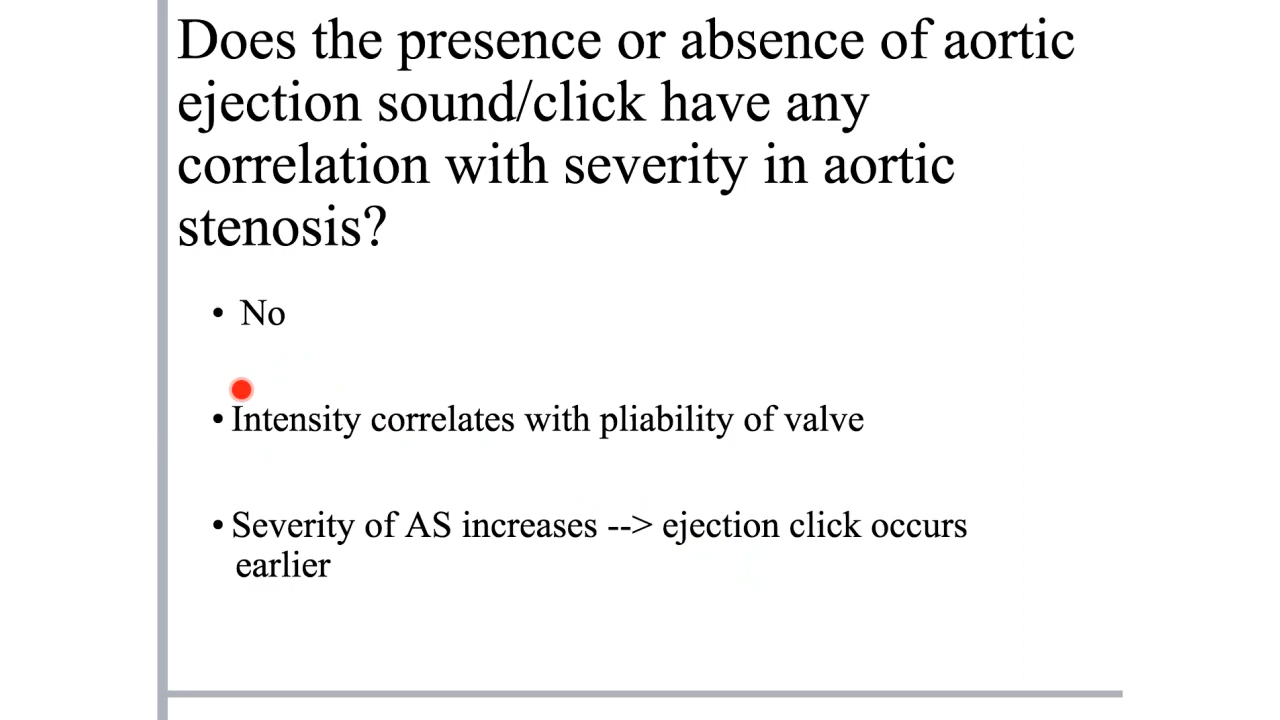 Does the presence or absence of aortic
ejection sound/click have any
correlation with severity in aortic
stenosis?
• No
• Intensity correlates with pliability of valve
• Severity of AS increases --> ejection click occurs
earlier